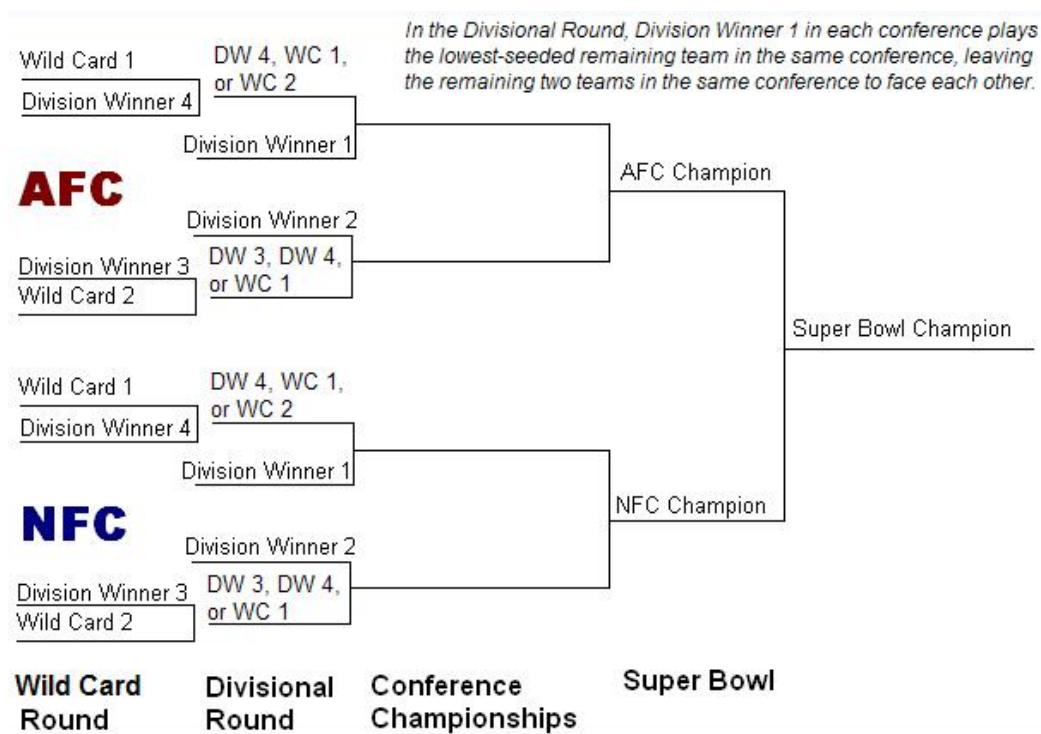 In the Divisional Round, Division Winner 1 in each conference plays
the lowest-seeded remaining team in the same conference, leaving
the remaining two teams in the same conference to face each other.
Wild Card 1
Division Winner 4
DW 4, WC 1,
or WC 2
Division Winner 1
AFC
AFC Champion
Division Winner 2
Division Winner 3
Wild Card 2
DW 3, DW 4,
or WC 1
Super Bowl Champion
Wild Card 1
Division Winner 4
DW 4, WC 1,
or WC 2
Division Winner 1
NFC
NFC Champion
Division Winner 2
Division Winner 3
Wild Card 2
DW 3, DW 4,
or WC 1
Wild Card
Round
Divisional
Round
Conference
Championships
Super Bowl